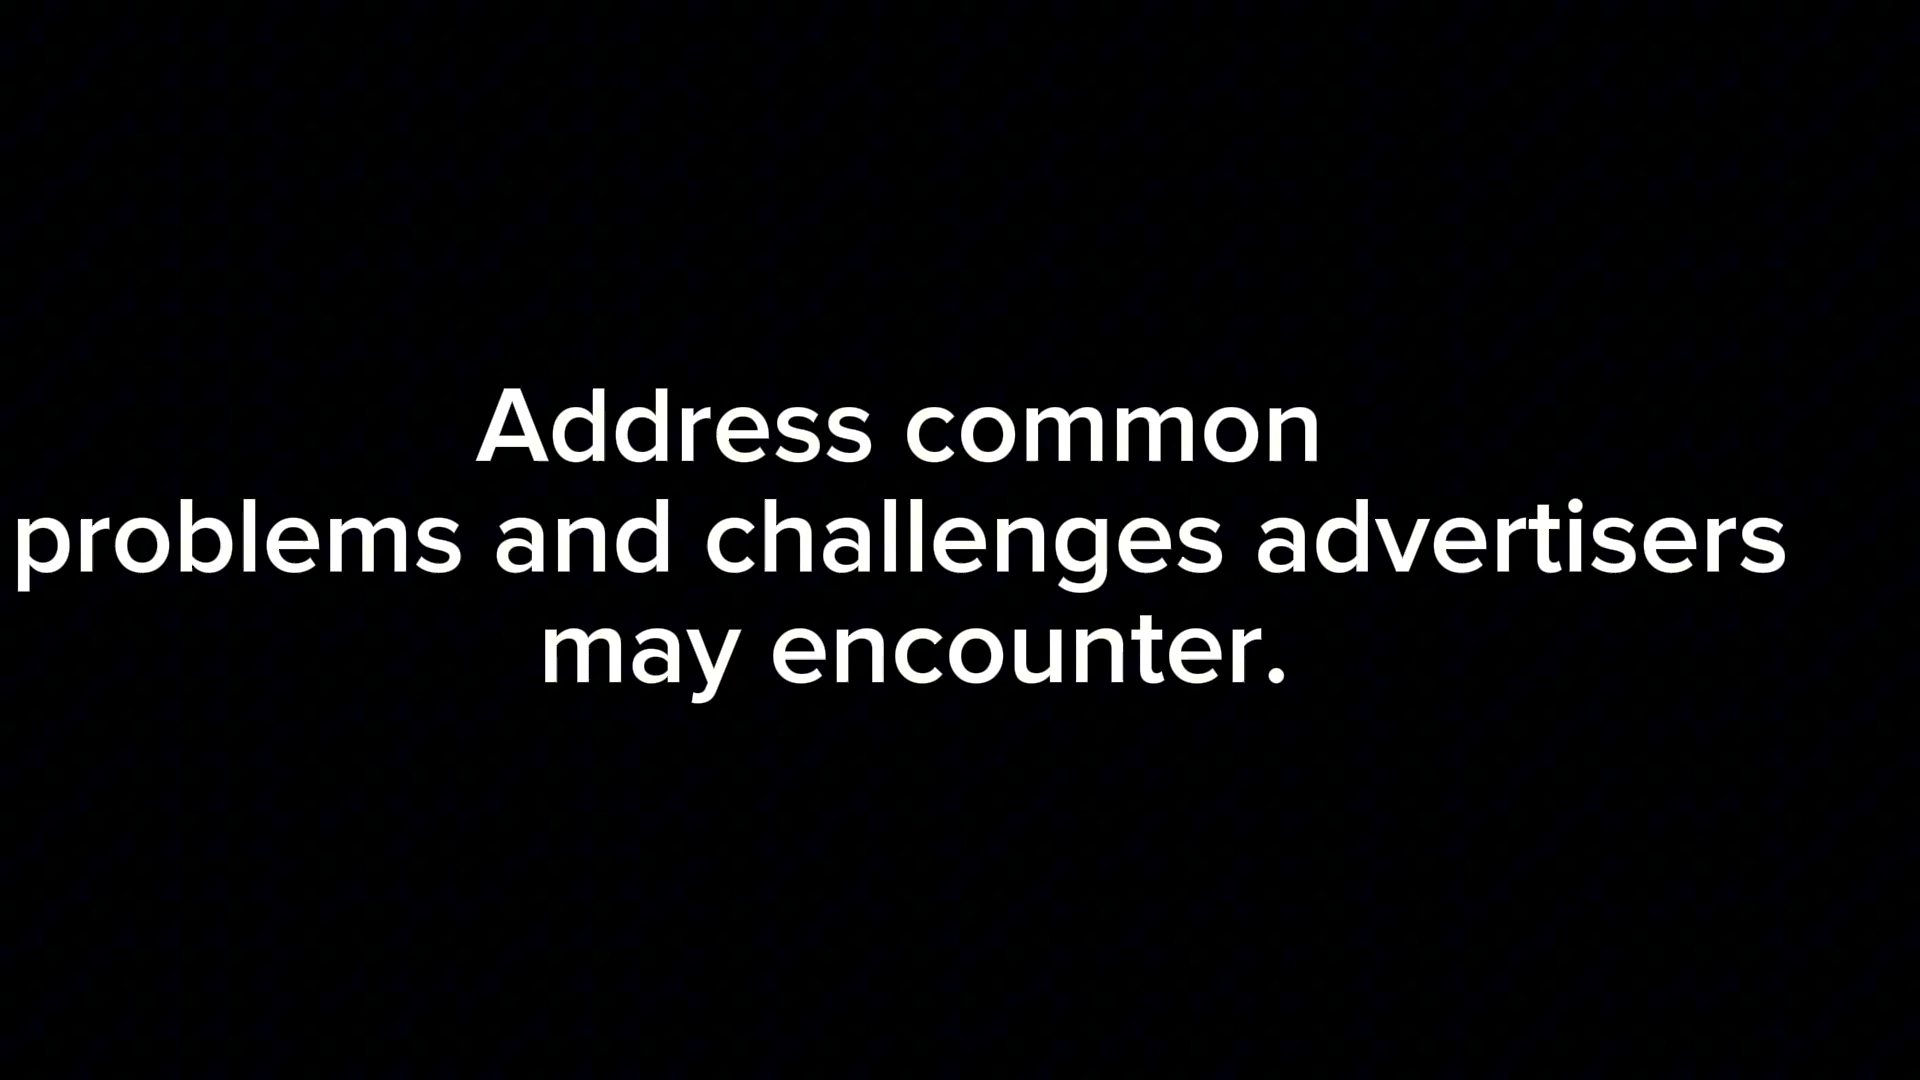 Address common
problems and challenges advertisers
may encounter.